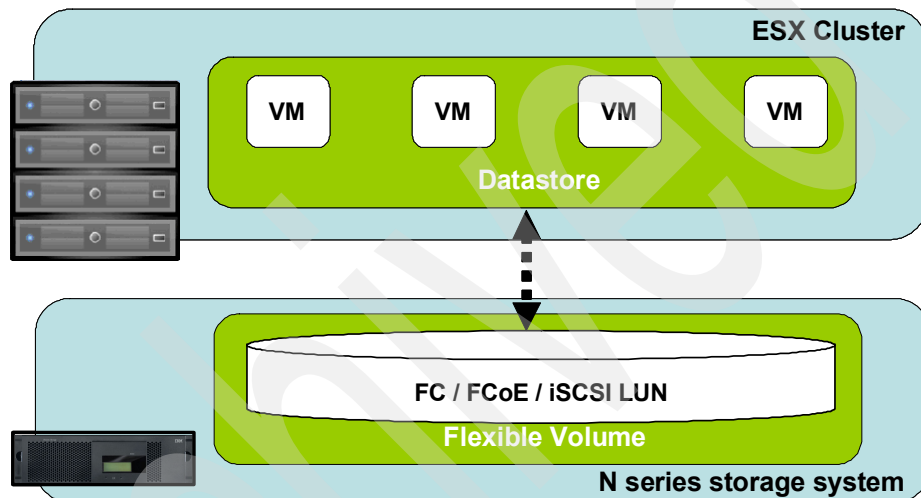 ESX Cluster
VM VM VM VM
Datastore
FC / FCoE / iSCSI LUN
Flexible Volume
N series storage system